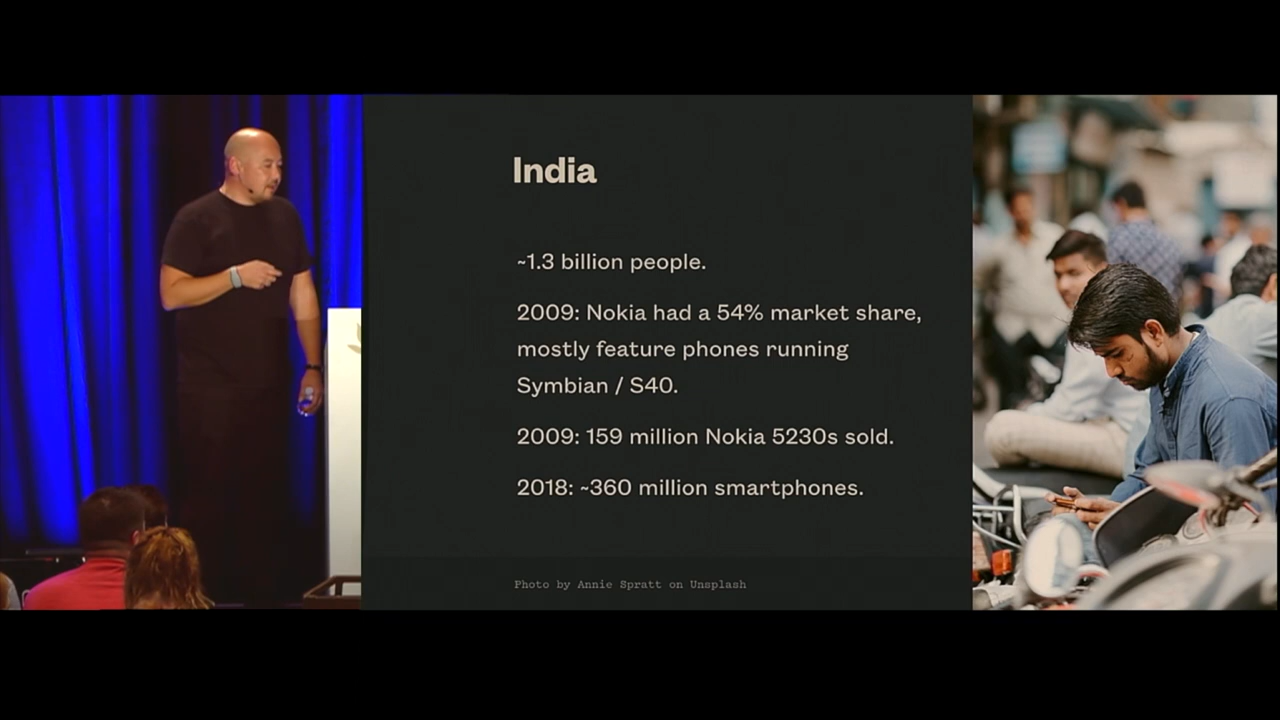 India
~1.3 billion people.
2009: Nokia had a 54% market share,
mostly feature phones running
Symbian / S40.
2009: 159 million Nokia 5230s sold.
2018: ~360 million smartphones.
Photo by Annie Spratt on Unsplash